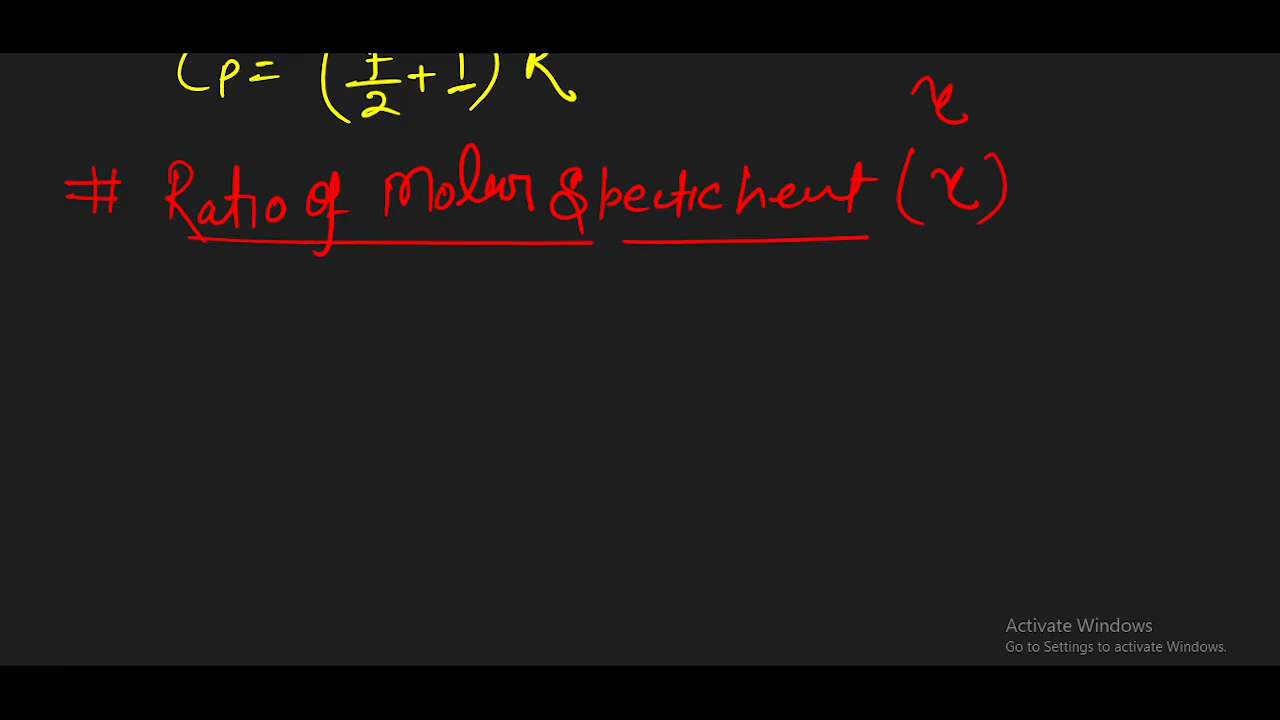 Cp = (f/2 + 1) R
r
# Ratio of Molar Specific heat (r)
Activate Windows
Go to Settings to activate Windows.